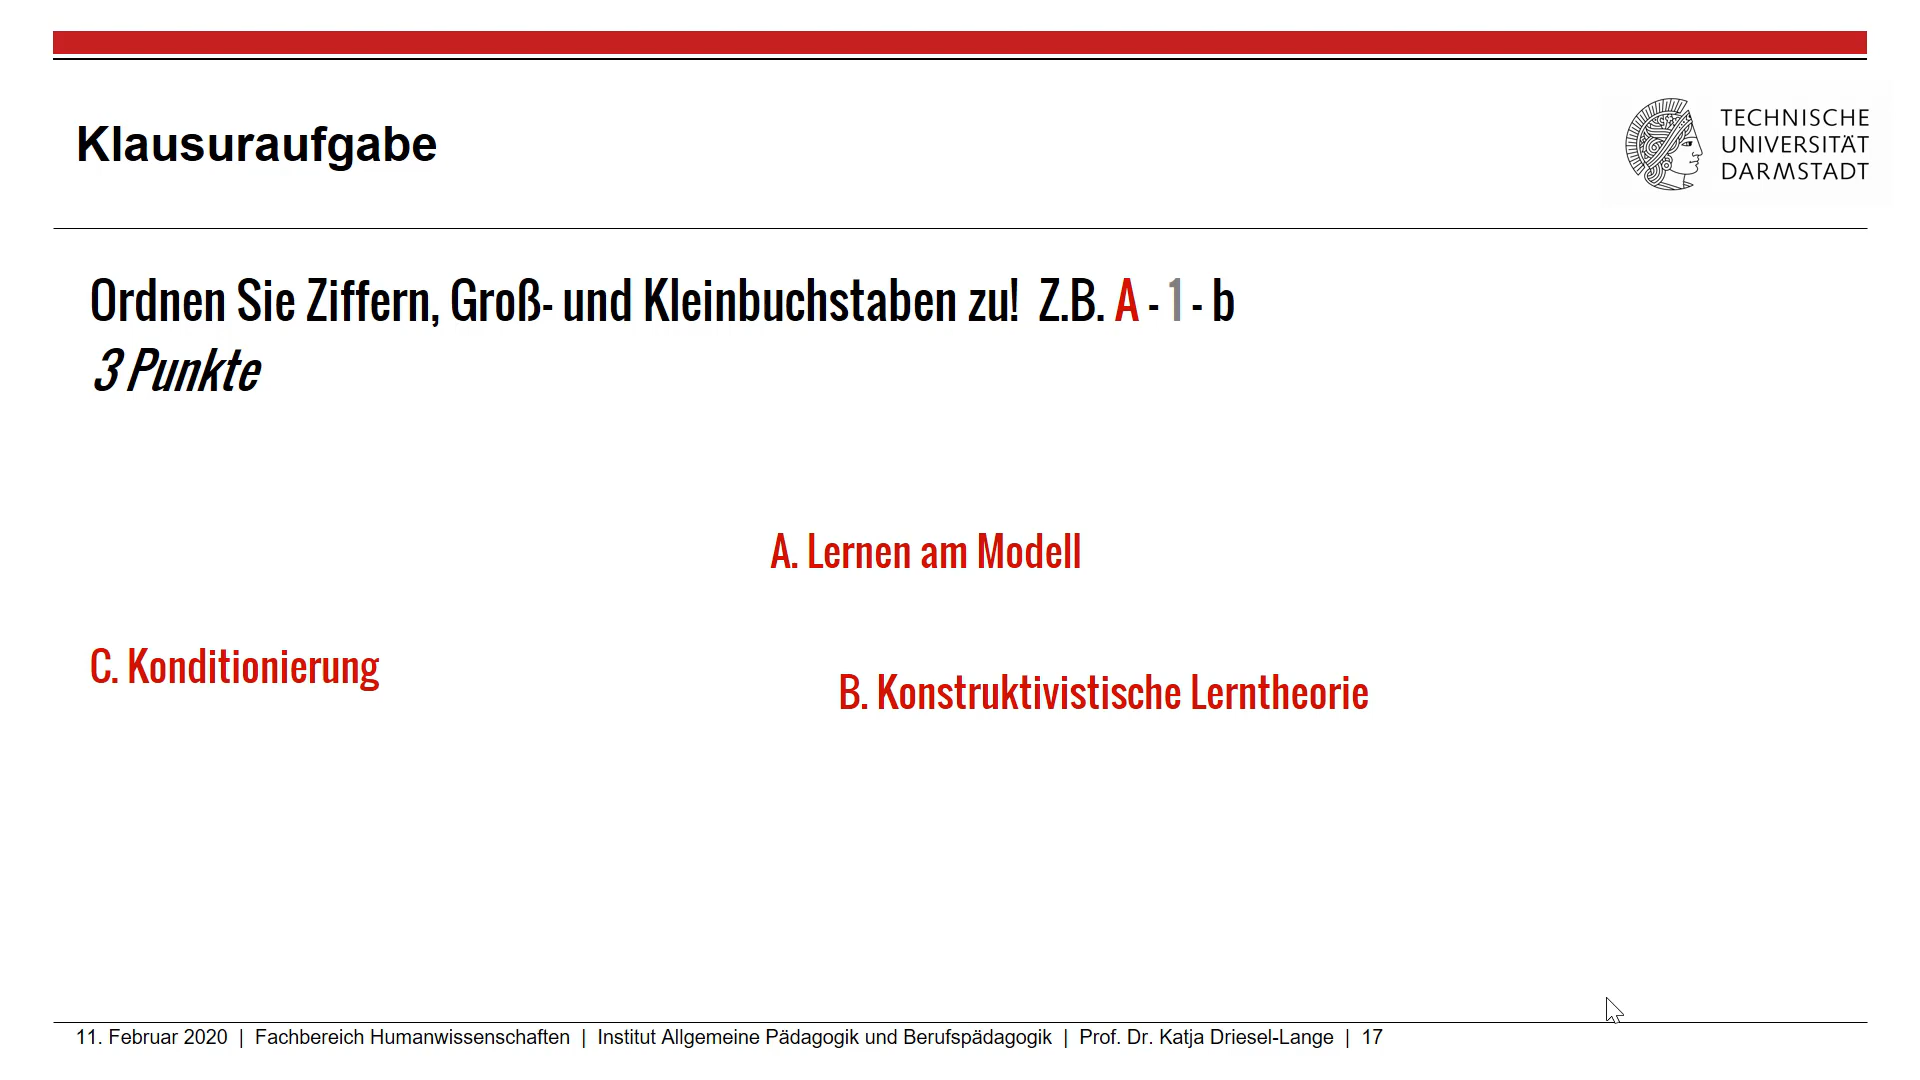 Klausuraufgabe
TECHNISCHE
UNIVERSITÄT
DARMSTADT
Ordnen Sie Ziffern, Groß- und Kleinbuchstaben zu! Z.B. A - 1 - b
3 Punkte
A. Lernen am Modell
C. Konditionierung
B. Konstruktivistische Lerntheorie
11. Februar 2020 | Fachbereich Humanwissenschaften | Institut Allgemeine Pädagogik und Berufspädagogik | Prof. Dr. Katja Driesel-Lange | 17